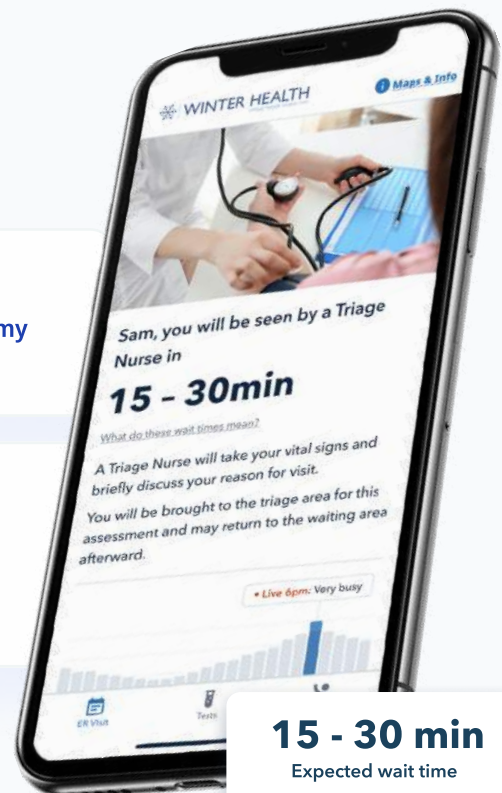 WINTER HEALTH
Maps & Info
my
Sam, you will be seen by a Triage
Nurse in
15 – 30min
What do these wait times mean?
A Triage Nurse will take your vital signs and
briefly discuss your reason for visit.
You will be brought to the triage area for this
assessment and may return to the waiting area
afterward.
• Live 6pm: Very busy
ER Visit
Tests
15 - 30 min
Expected wait time